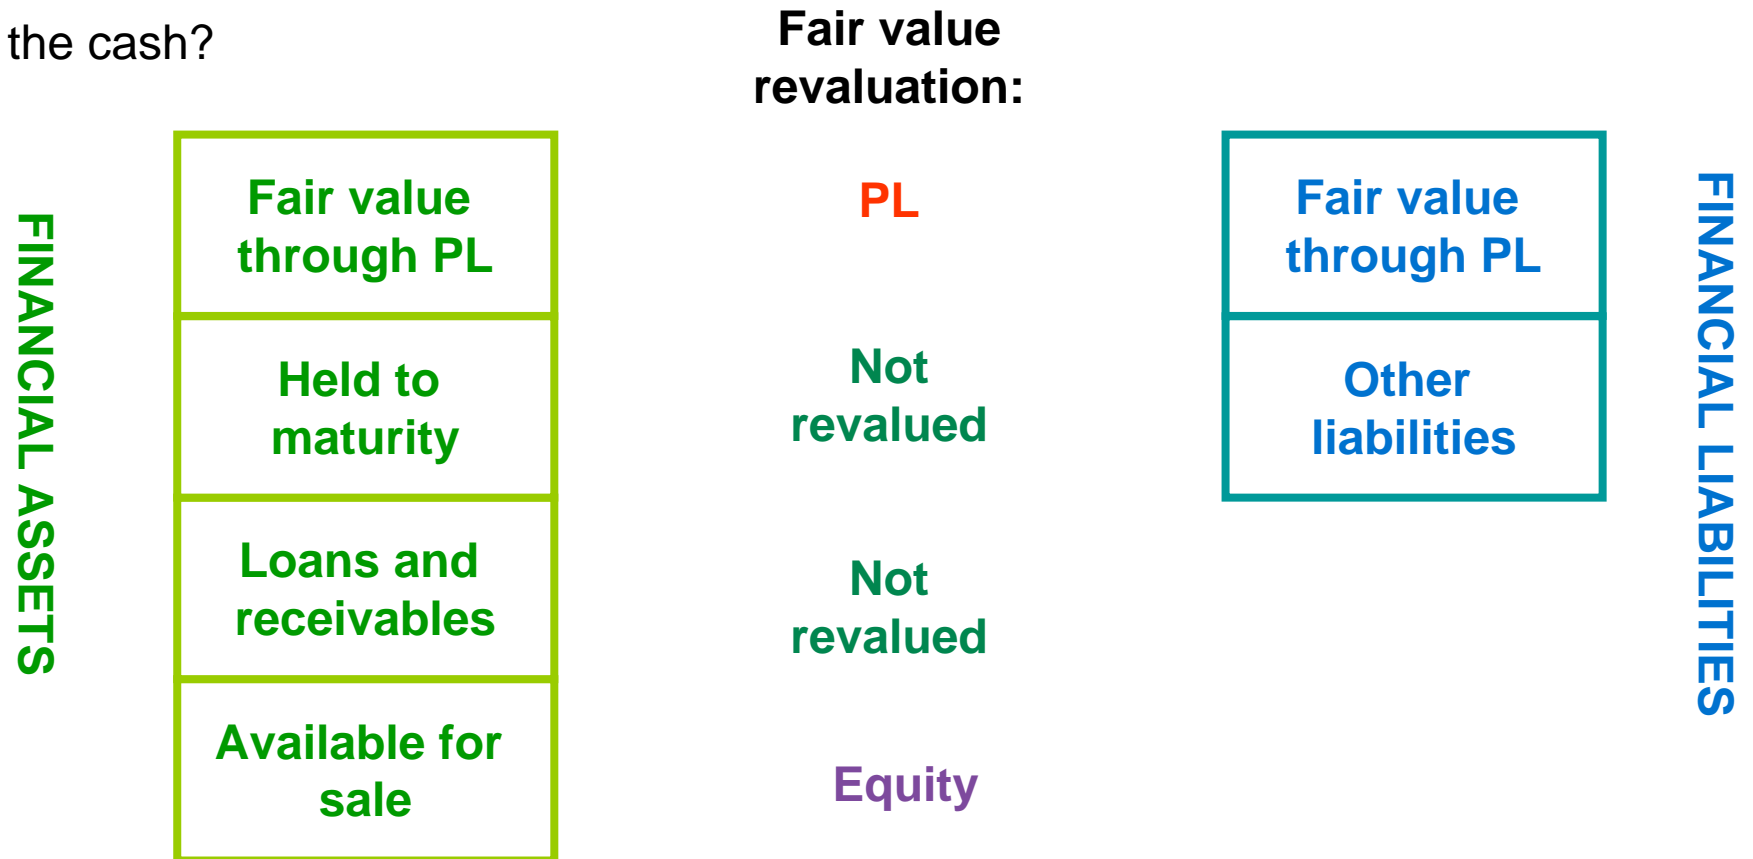 the cash?
Fair value
revaluation:
FINANCIAL ASSETS
Fair value
through PL
PL
Fair value
through PL
FINANCIAL LIABILITIES
Held to
maturity
Not
revalued
Other
liabilities
Loans and
receivables
Not
revalued
Available for
sale
Equity